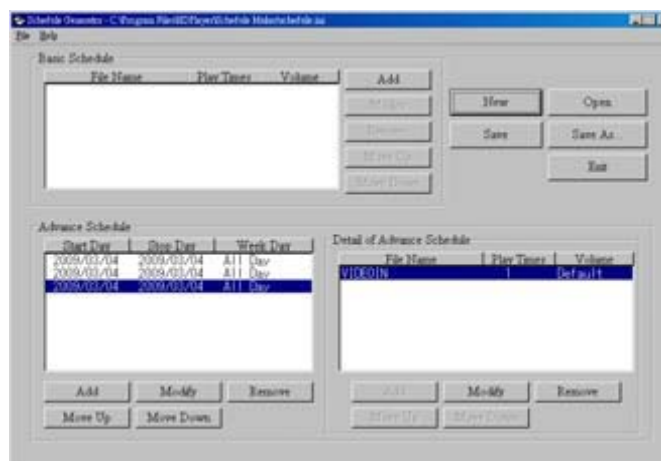 Schedule Generator - C:\Program Files\HDPlayer\Schedule Maker\schedule.ini
File Help
Basic Schedule
File Name Play Times Volume
Add
Modify
Remove
Move Up
Move Down
New Open
Save Save As...
Exit
Advance Schedule
Start Day Stop Day Week Day
2009/03/04 2009/03/04 All Day
2009/03/04 2009/03/04 All Day
2009/03/04 2009/03/04 All Day
Add Modify Remove
Move Up Move Down
Detail of Advance Schedule
File Name Play Times Volume
VIDEOIN 1 Default
Add Modify Remove
Move Up Move Down